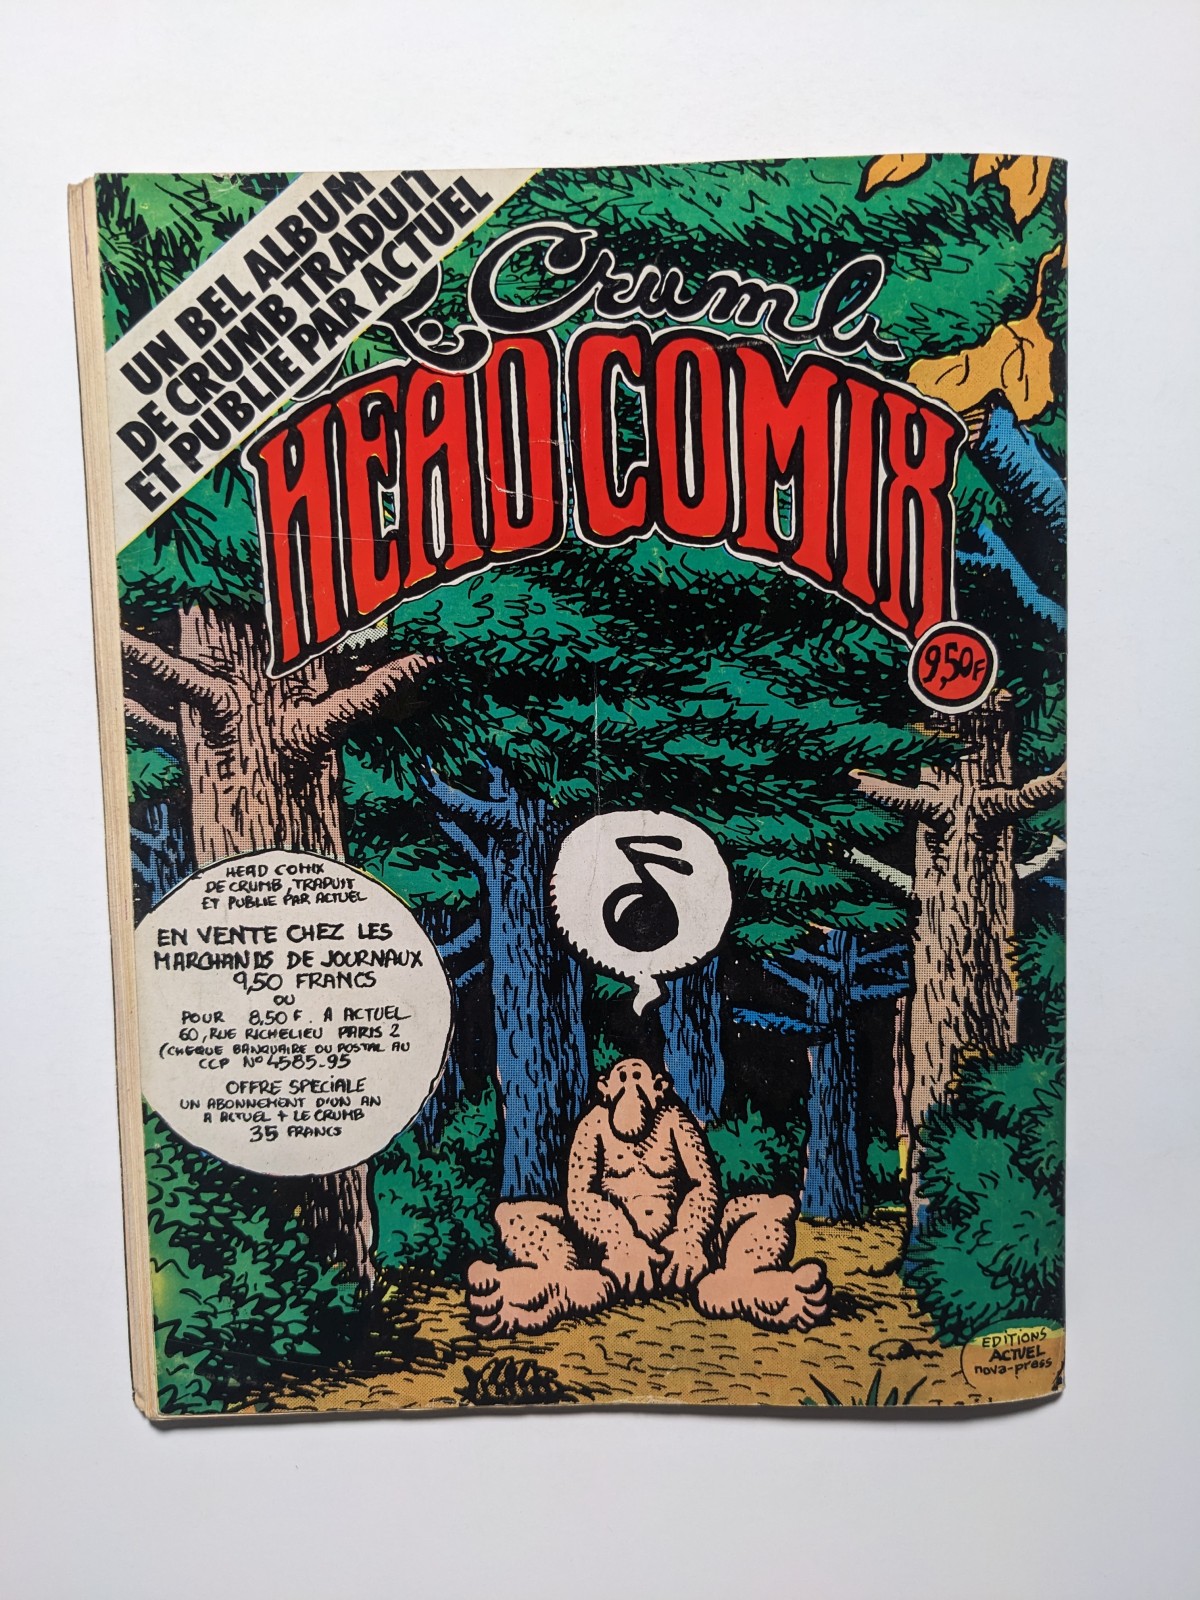 UN BEL ALBUM
DE CRUMB TRADUIT
ET PUBLIE PAR ACTUEL
Crumb
HEAD COMIX
9,50F
HEAD COMIX
DE CRUMB, TRADUIT
ET PUBLIE PAR ACTUEL
EN VENTE CHEZ LES
MARCHANDS DE JOURNAUX
9,50 FRANCS
OU
POUR 8,50 F. A ACTUEL
60, RUE RICHELIEU PARIS 2
(CHEQUE BANQUAIRE OU POSTAL AU
CCP N° 4585-95
OFFRE SPECIALE
UN ABONNEMENT D'UN AN
A ACTUEL + LE CRUMB
35 FRANCS
EDITIONS
ACTUEL
nova-press